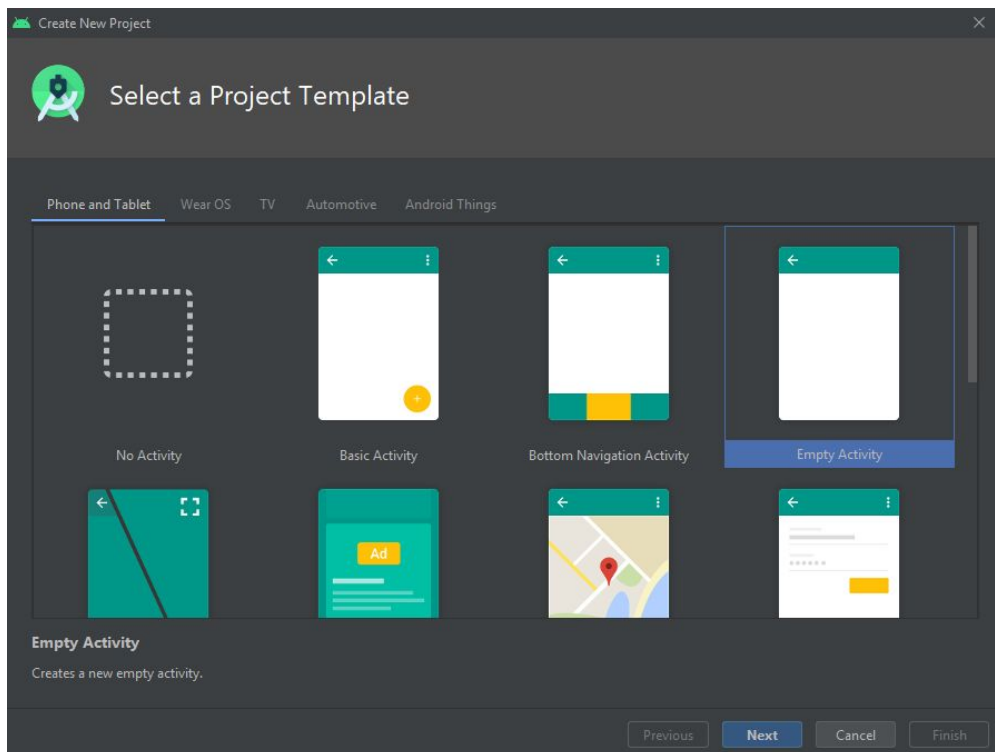 Create New Project
Select a Project Template
Phone and Tablet Wear OS TV Automotive Android Things
No Activity Basic Activity Bottom Navigation Activity Empty Activity
Ad
Empty Activity
Creates a new empty activity.
Previous Next Cancel Finish